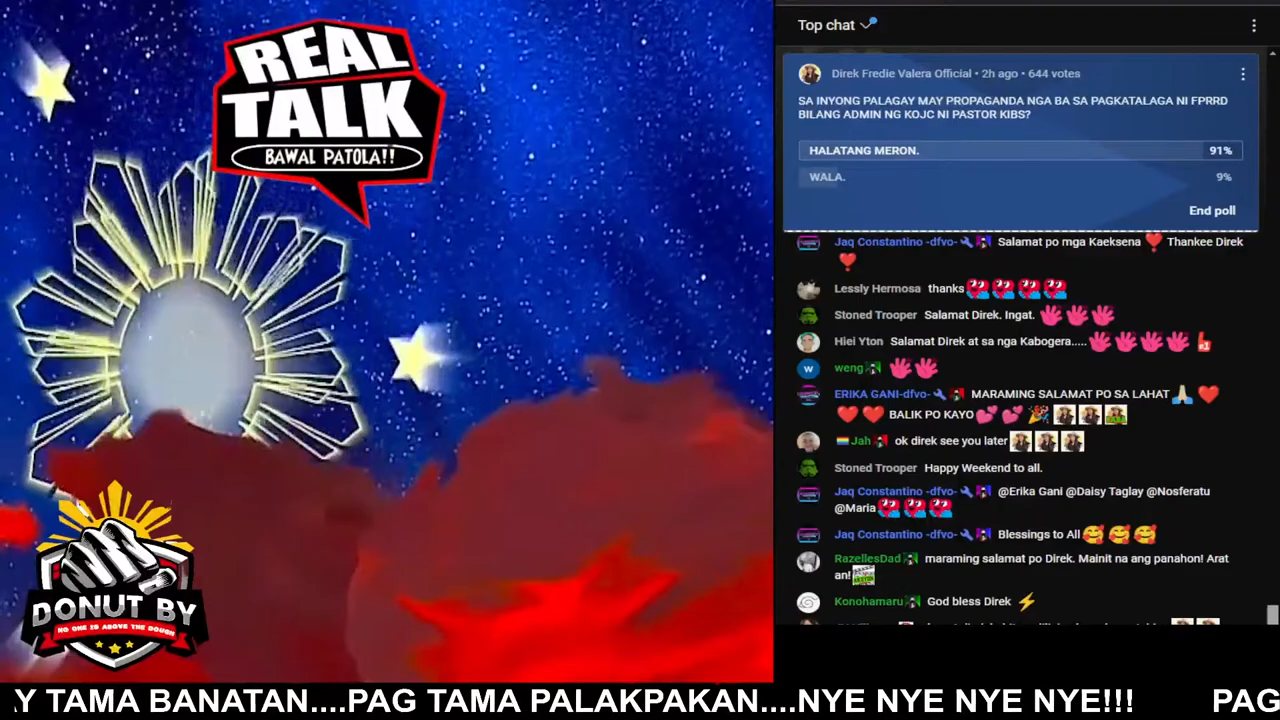 REAL
TALK
BAWAL PATOLA!!
DONUT BY
NO ONE IS ABOVE THE DOUGH
Top chat
Direk Fredie Valera Official • 2h ago • 644 votes
SA INYONG PALAGAY MAY PROPAGANDA NGA BA SA PAGKATALAGA NI FPRRD
BILANG ADMIN NG KOJC NI PASTOR KIBS?
HALATANG MERON. 91%
WALA. 9%
End poll
Jaq Constantino -dfvo- Salamat po mga Kaeksena ❤️ Thankee Direk
❤️
Lessly Hermosa thanks
Stoned Trooper Salamat Direk. Ingat.
Hiei Yton Salamat Direk at sa nga Kabogera.....
W weng
ERIKA GANI-dfvo- MARAMING SALAMAT PO SA LAHAT 🙏🏻 ❤️
❤️ ❤️ BALIK PO KAYO 💕 💕 🎉
Jah ok direk see you later
Stoned Trooper Happy Weekend to all.
Jaq Constantino -dfvo- @Erika Gani @Daisy Taglay @Nosferatu
@Maria
Jaq Constantino -dfvo- Blessings to All 🥰 🥰 🥰
RazellesDad maraming salamat po Direk. Mainit na ang panahon! Arat
an!
Konohamaru God bless Direk ⚡
Y TAMA BANATAN....PAG TAMA PALAKPAKAN....NYE NYE NYE NYE!!! PAG